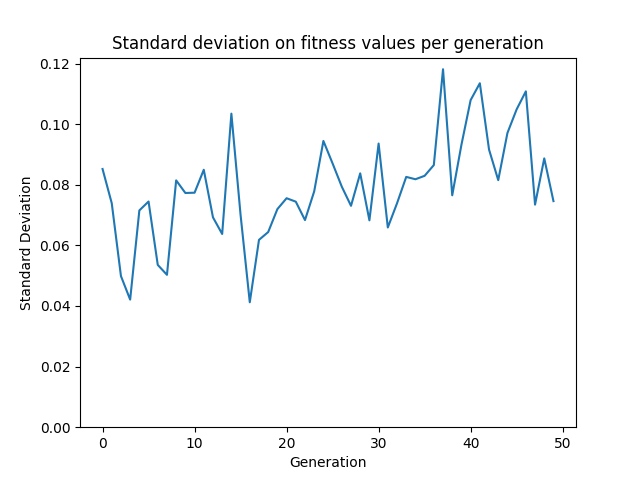 Standard deviation on fitness values per generation
0.12
0.10
0.08
0.06
0.04
0.02
0.00
Standard Deviation
0 10 20 30 40 50
Generation